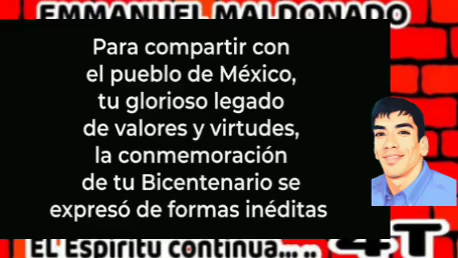 EMMANUEL MALDONADO
Para compartir con
el pueblo de México,
tu glorioso legado
de valores y virtudes,
la conmemoración
de tu Bicentenario se
expresó de formas inéditas
EL Espiritu continua... .. 4T